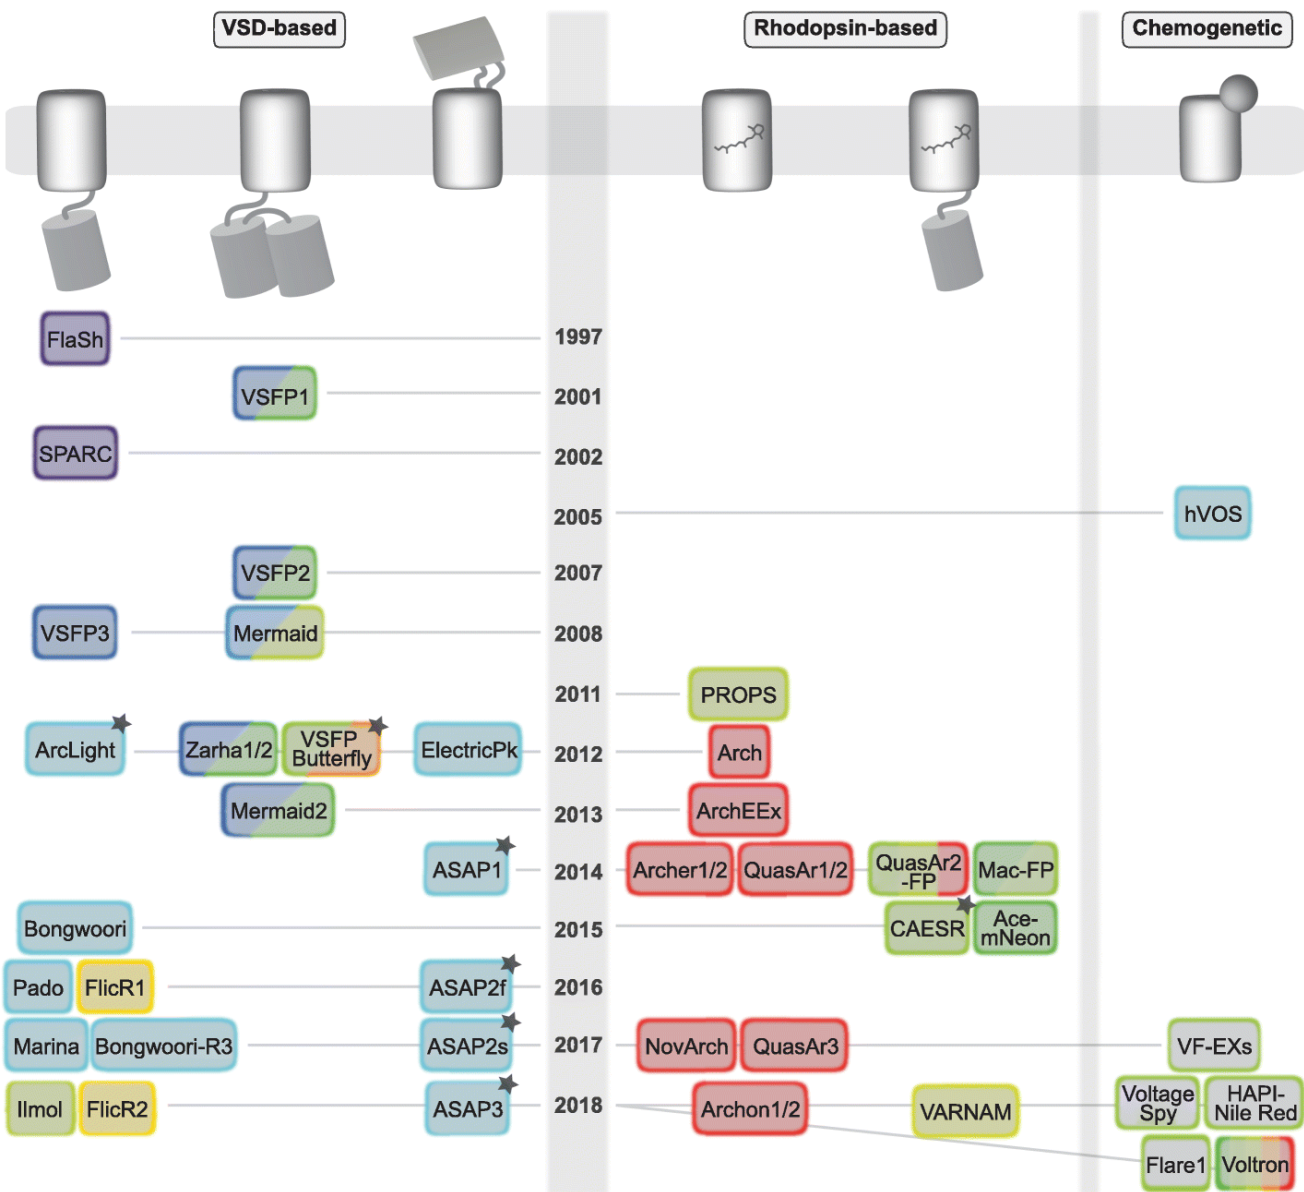 VSD-based
Rhodopsin-based
Chemogenetic
FlaSh
1997
VSFP1
2001
SPARC
2002
2005
hVOS
VSFP2
2007
VSFP3
Mermaid
2008
2011
PROPS
ArcLight
Zarha1/2
VSFP
Butterfly
ElectricPk
2012
Arch
Mermaid2
2013
ArchEEx
ASAP1
2014
Archer1/2
QuasAr1/2
QuasAr2
-FP
Mac-FP
Bongwoori
2015
CAESR
Ace-
mNeon
Pado
FlicR1
ASAP2f
2016
Marina
Bongwoori-R3
ASAP2s
2017
NovArch
QuasAr3
VF-EXs
Ilmol
FlicR2
ASAP3
2018
Archon1/2
VARNAM
Voltage
Spy
HAPI-
Nile Red
Flare1
Voltron